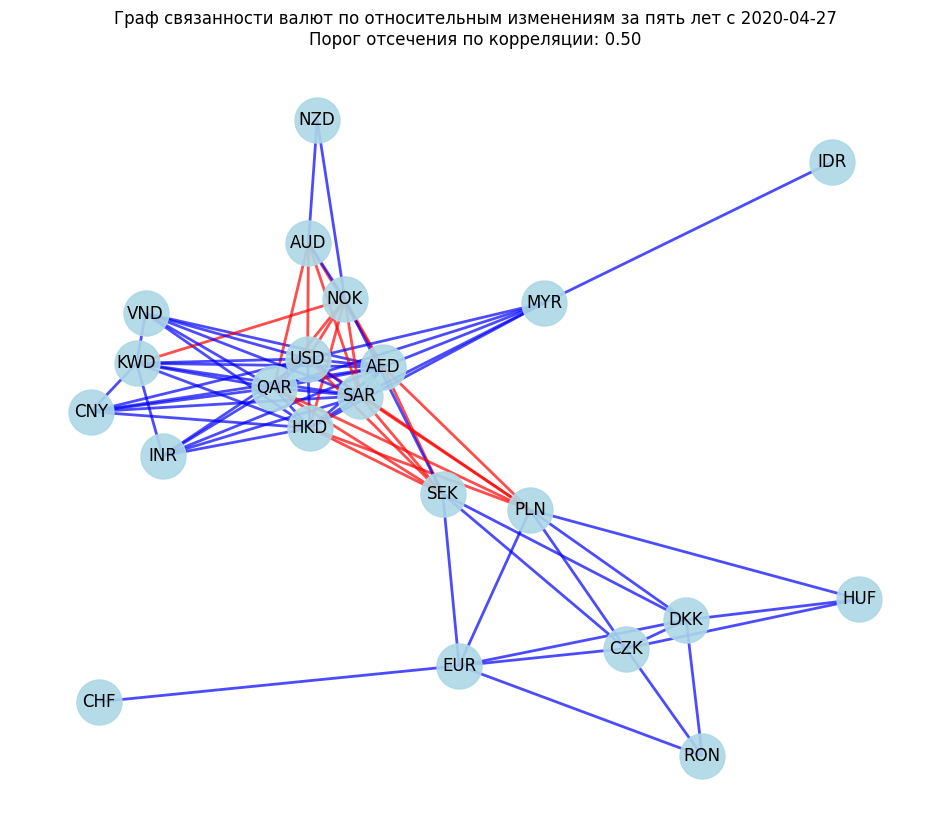 Граф связанности валют по относительным изменениям за пять лет с 2020-04-27
Порог отсечения по корреляции: 0.50
NZD
IDR
AUD
NOK
MYR
VND
USD
KWD
AED
QAR
SAR
CNY
HKD
INR
SEK
PLN
HUF
DKK
CZK
EUR
CHF
RON